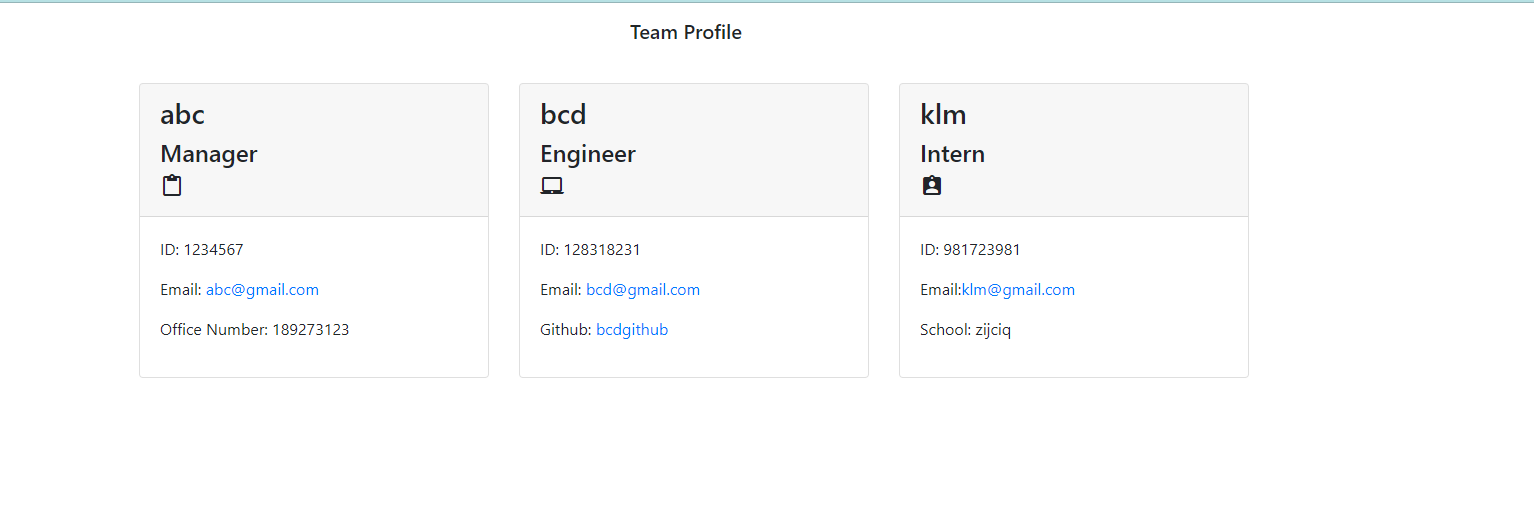 Team Profile
abc
Manager
ID: 1234567
Email: abc@gmail.com
Office Number: 189273123
bcd
Engineer
ID: 128318231
Email: bcd@gmail.com
Github: bcdgithub
klm
Intern
ID: 981723981
Email:klm@gmail.com
School: zijciq